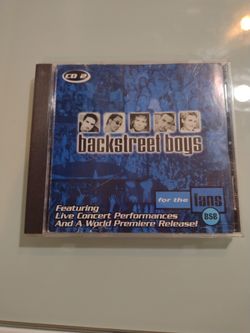 CD 2
backstreet boys
for the
fans
BSB
Featuring
Live Concert Performances
And A World Premiere Release!